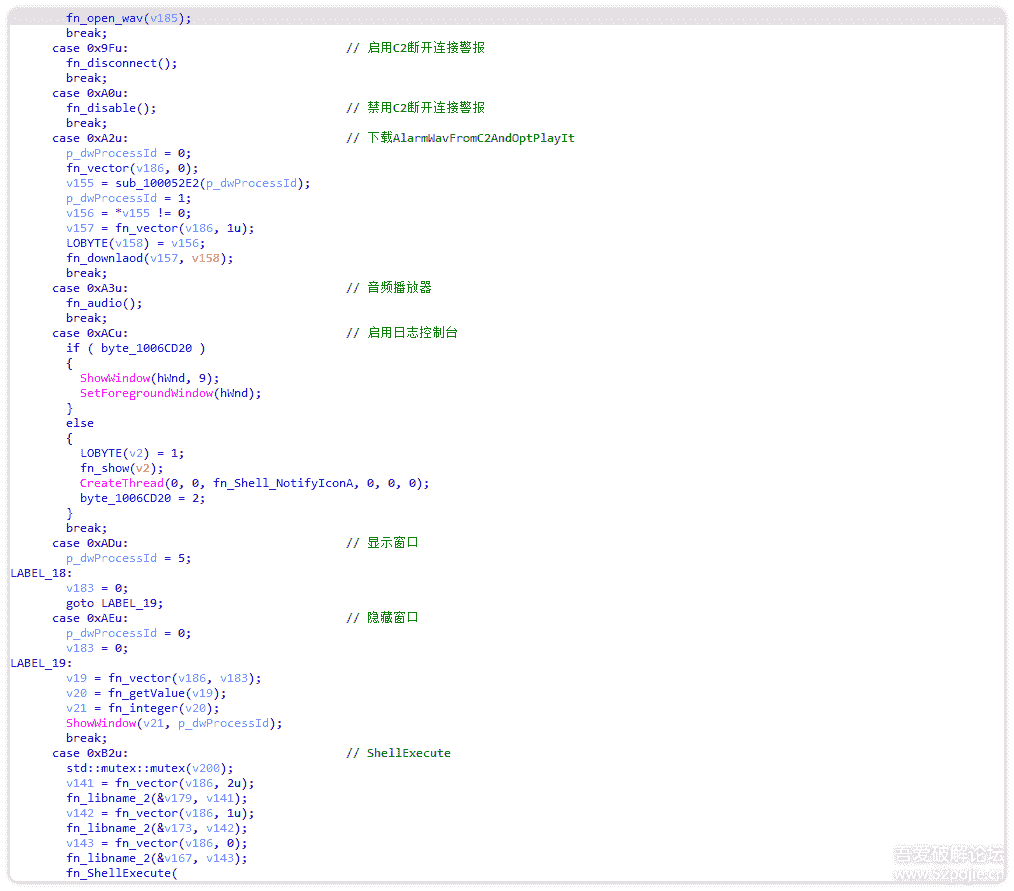 fn_open_wav(v185);
break;
case 0x9Fu: // 启用C2断开连接警报
fn_disconnect();
break;
case 0xA0u: // 禁用C2断开连接警报
fn_disable();
break;
case 0xA2u: // 下载AlarmWavFromC2AndOptPlayIt
p_dwProcessId = 0;
fn_vector(v186, 0);
v155 = sub_100052E2(p_dwProcessId);
p_dwProcessId = 1;
v156 = *v155 != 0;
v157 = fn_vector(v186, 1u);
LOBYTE(v158) = v156;
fn_downlaod(v157, v158);
break;
case 0xA3u: // 音频播放器
fn_audio();
break;
case 0xACu: // 启用日志控制台
if ( byte_1006CD20 )
{
ShowWindow(hWnd, 9);
SetForegroundWindow(hWnd);
}
else
{
LOBYTE(v2) = 1;
fn_show(v2);
CreateThread(0, 0, fn_Shell_NotifyIconA, 0, 0, 0);
byte_1006CD20 = 2;
}
break;
case 0xADu: // 显示窗口
p_dwProcessId = 5;
LABEL_18:
v183 = 0;
goto LABEL_19;
case 0xAEu: // 隐藏窗口
p_dwProcessId = 0;
v183 = 0;
LABEL_19:
v19 = fn_vector(v186, v183);
v20 = fn_getValue(v19);
v21 = fn_integer(v20);
ShowWindow(v21, p_dwProcessId);
break;
case 0xB2u: // ShellExecute
std::mutex::mutex(v200);
v141 = fn_vector(v186, 2u);
fn_libname_2(&v179, v141);
v142 = fn_vector(v186, 1u);
fn_libname_2(&v173, v142);
v143 = fn_vector(v186, 0);
fn_libname_2(&v167, v143);
fn_ShellExecute(
吾爱破解论坛
www.52pojie.cn